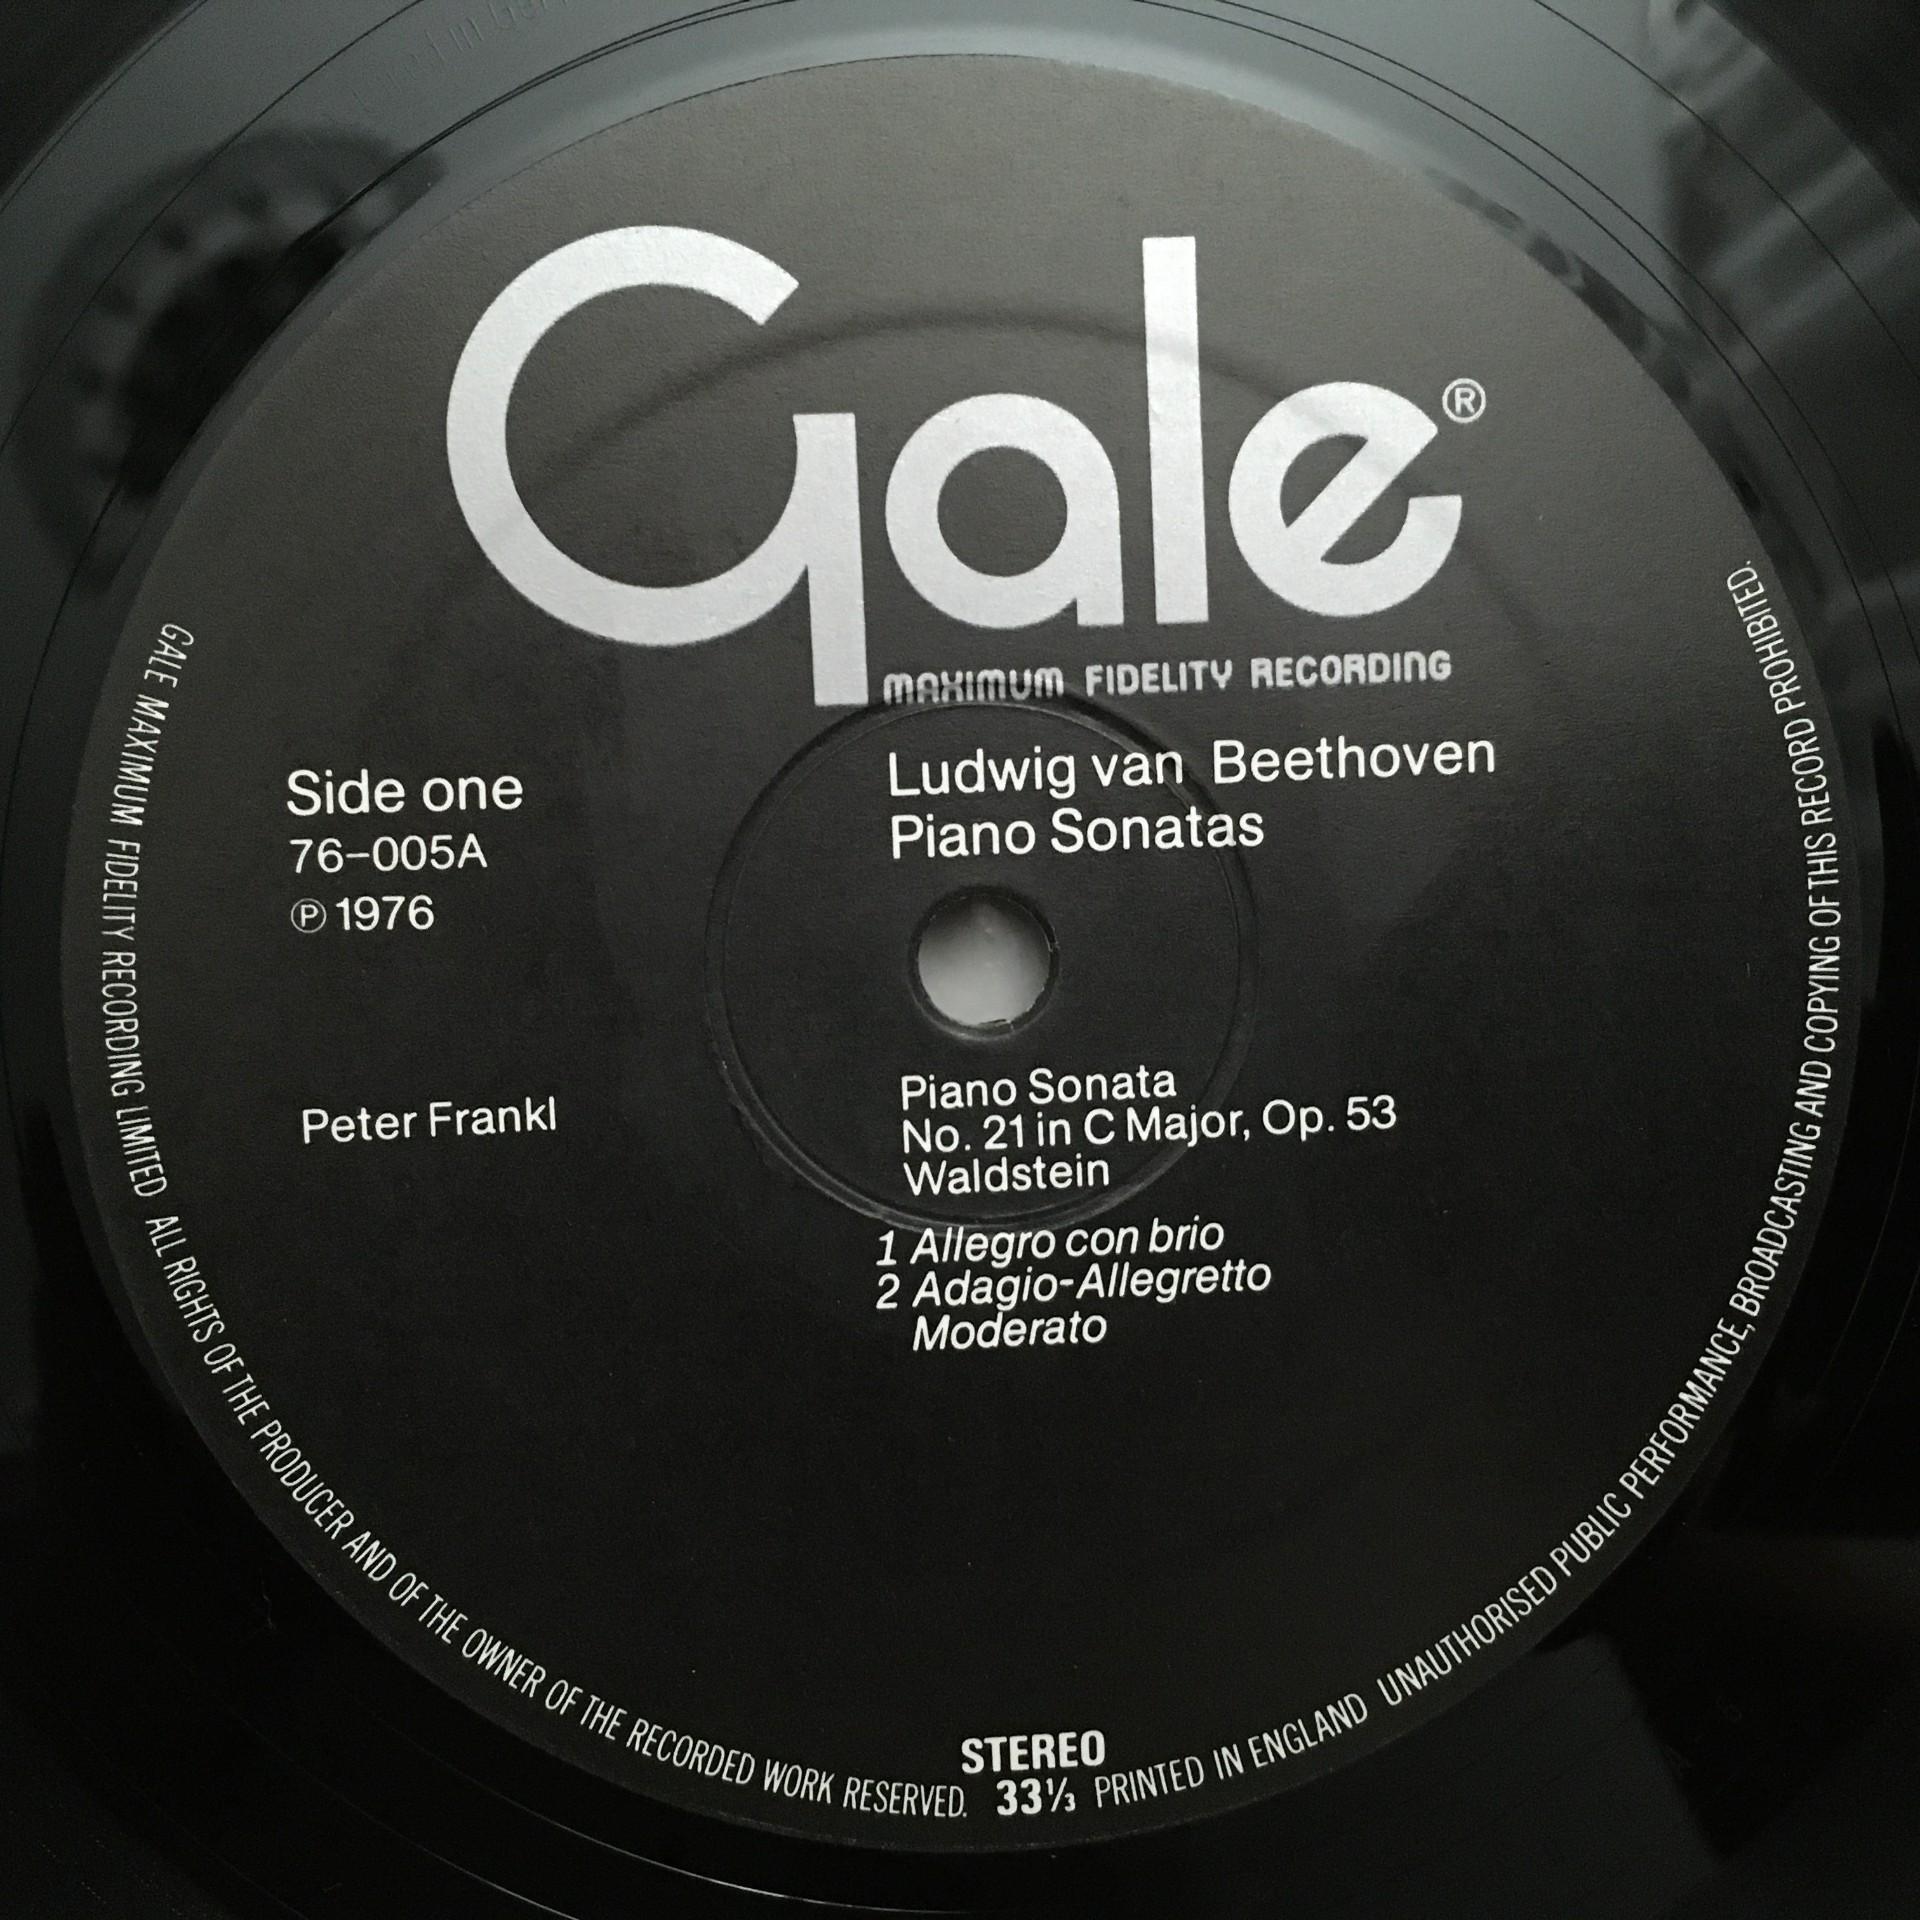 Gale®
MAXIMUM FIDELITY RECORDING
Ludwig van Beethoven
Piano Sonatas
Side one
76-005A
℗ 1976
Peter Frankl
Piano Sonata
No. 21 in C Major, Op. 53
Waldstein
1 Allegro con brio
2 Adagio-Allegretto
Moderato
STEREO
33⅓
GALE MAXIMUM FIDELITY RECORDING LIMITED ALL RIGHTS OF THE PRODUCER AND OF THE OWNER OF THE RECORDED WORK RESERVED.
PRINTED IN ENGLAND UNAUTHORISED PUBLIC PERFORMANCE, BROADCASTING AND COPYING OF THIS RECORD PROHIBITED.